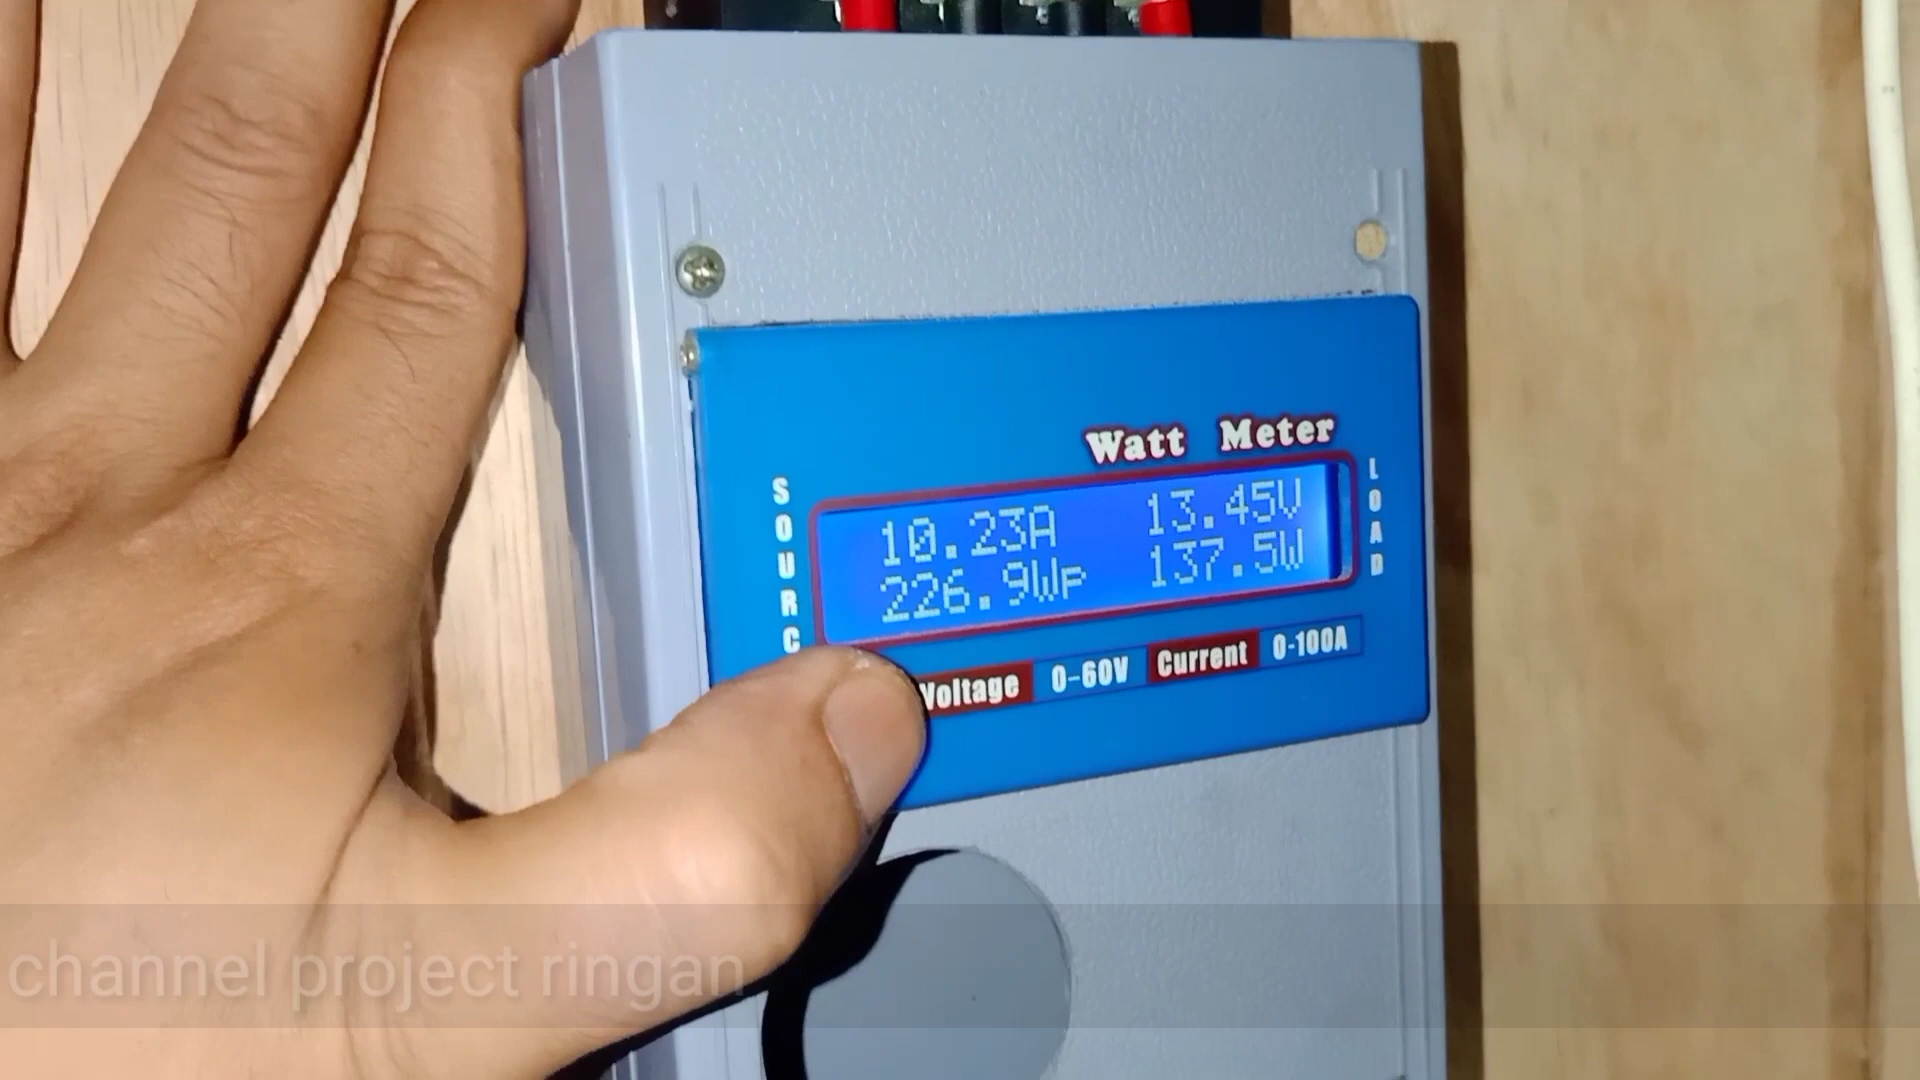 Watt Meter
SOURC
LOAD
10.23A 13.45V
226.9Wp 137.5W
Voltage 0-60V Current 0-100A
channel project ringan